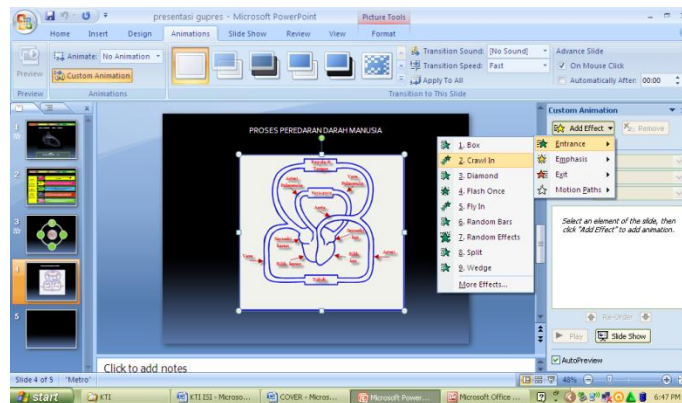 presentasi gupres - Microsoft PowerPoint
Picture Tools
Home Insert Design Animations Slide Show Review View Format
Preview
Animate: No Animation
Custom Animation
Transition Sound: [No Sound]
Transition Speed: Fast
Apply To All
Advance Slide
On Mouse Click
Automatically After: 00:00
Preview Animations Transition to This Slide
1
2
3
4
5
PROSES PEREDARAN DARAH MANUSIA
Custom Animation
Add Effect Remove
Entrance
Emphasis
Exit
Motion Paths
1. Box
2. Crawl In
3. Diamond
4. Flash Once
5. Fly In
6. Random Bars
7. Random Effects
8. Split
9. Wedge
More Effects...
Select an element of the slide, then
click "Add Effect" to add animation.
Re-Order
Play Slide Show
AutoPreview
Click to add notes
Slide 4 of 5 "Metro" 48%
start KTI KTI ISI - Microso... COVER - Micros... Microsoft Power... Microsoft Office ... 6:47 PM